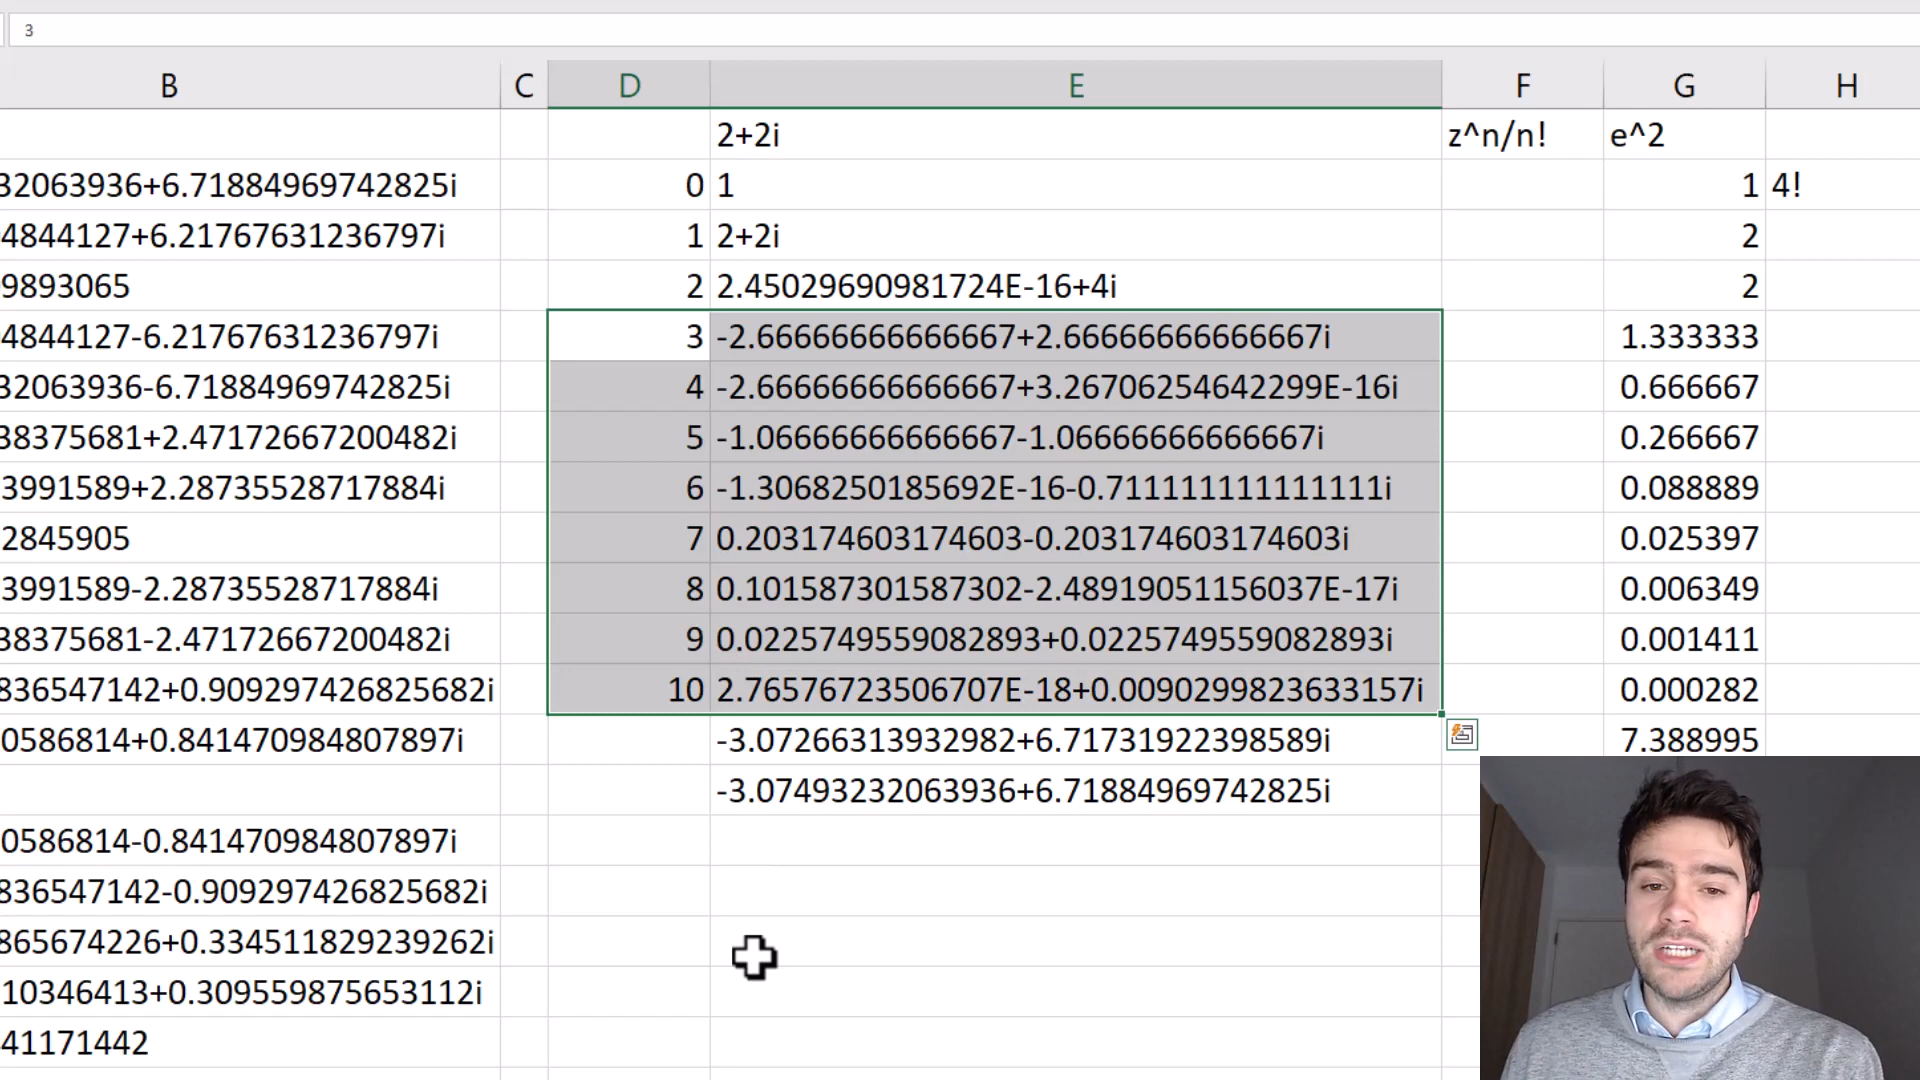 3
B C D E F G H
2+2i z^n/n! e^2
32063936+6.71884969742825i 0 1 1 4!
4844127+6.21767631236797i 1 2+2i 2
9893065 2 2.45029690981724E-16+4i 2
4844127-6.21767631236797i 3 -2.66666666666667+2.66666666666667i 1.333333
32063936-6.71884969742825i 4 -2.66666666666667+3.26706254642299E-16i 0.666667
38375681+2.47172667200482i 5 -1.06666666666667-1.06666666666667i 0.266667
3991589+2.28735528717884i 6 -1.3068250185692E-16-0.711111111111111i 0.088889
2845905 7 0.203174603174603-0.203174603174603i 0.025397
3991589-2.28735528717884i 8 0.101587301587302-2.48919051156037E-17i 0.006349
38375681-2.47172667200482i 9 0.0225749559082893+0.0225749559082893i 0.001411
836547142+0.909297426825682i 10 2.76576723506707E-18+0.0090299823633157i 0.000282
0586814+0.841470984807897i -3.07266313932982+6.71731922398589i 7.388995
-3.07493232063936+6.71884969742825i
0586814-0.841470984807897i
836547142-0.909297426825682i
865674226+0.334511829239262i
10346413+0.309559875653112i
41171442